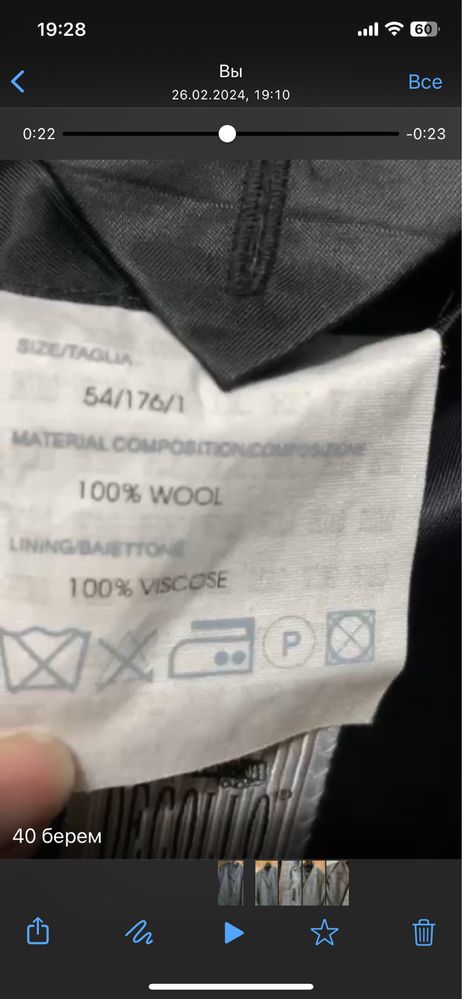 19:28
60
Вы
26.02.2024, 19:10
Все
0:22
-0:23
SIZE/TAGLIA
54/176/1
MATERIAL COMPOSITION/COMPOSIZIONE
100% WOOL
LINING/BAIETTONE
100% VISCOSE
P
40 берем